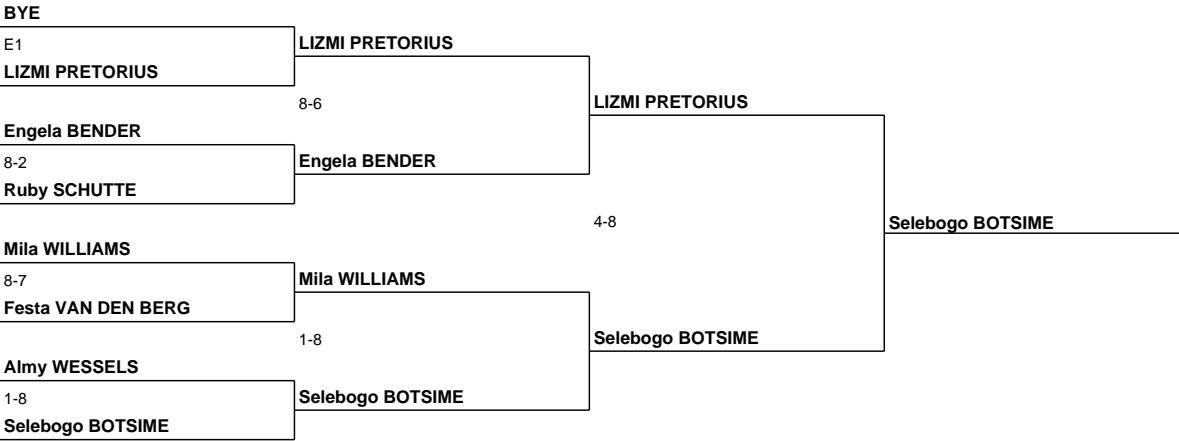 BYE
E1
LIZMI PRETORIUS
LIZMI PRETORIUS
8-6
LIZMI PRETORIUS
Engela BENDER
8-2
Engela BENDER
Ruby SCHUTTE
4-8
Selebogo BOTSIME
Mila WILLIAMS
8-7
Mila WILLIAMS
Festa VAN DEN BERG
1-8
Selebogo BOTSIME
Almy WESSELS
1-8
Selebogo BOTSIME
Selebogo BOTSIME